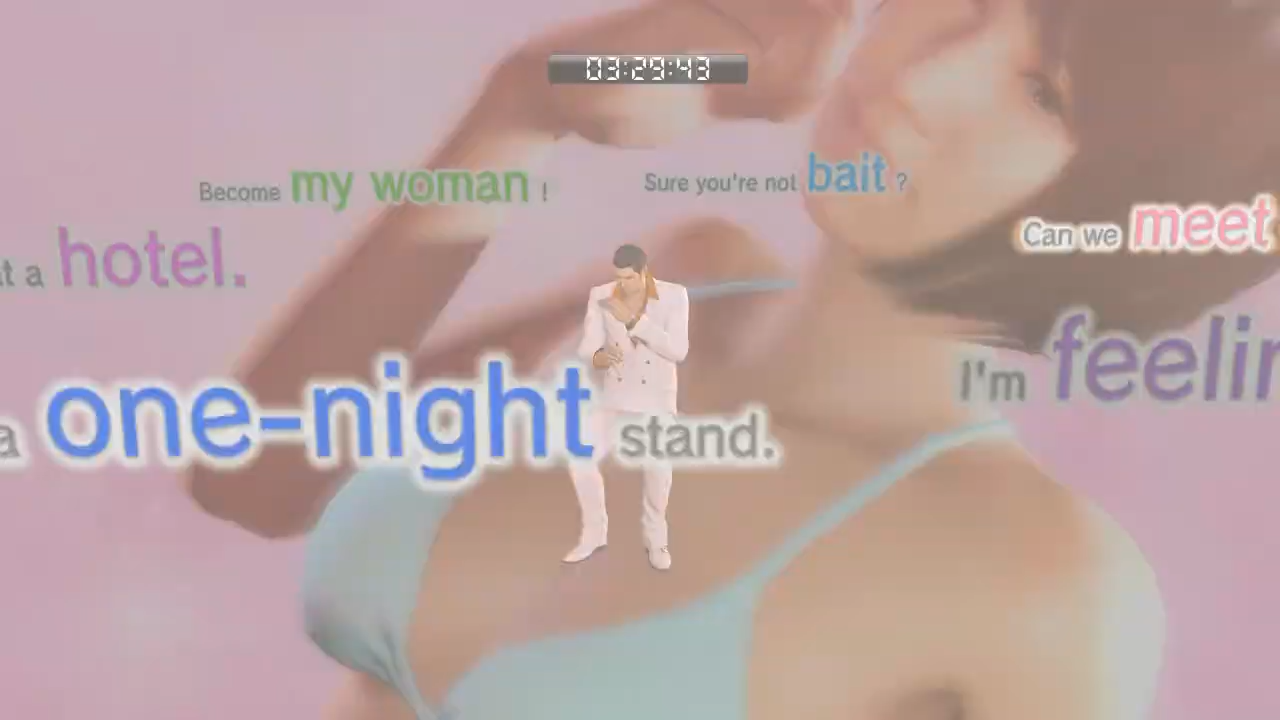 03:29:43
Become my woman !
Sure you're not bait ?
Can we meet
at a hotel.
I'm feelin
a one-night stand.